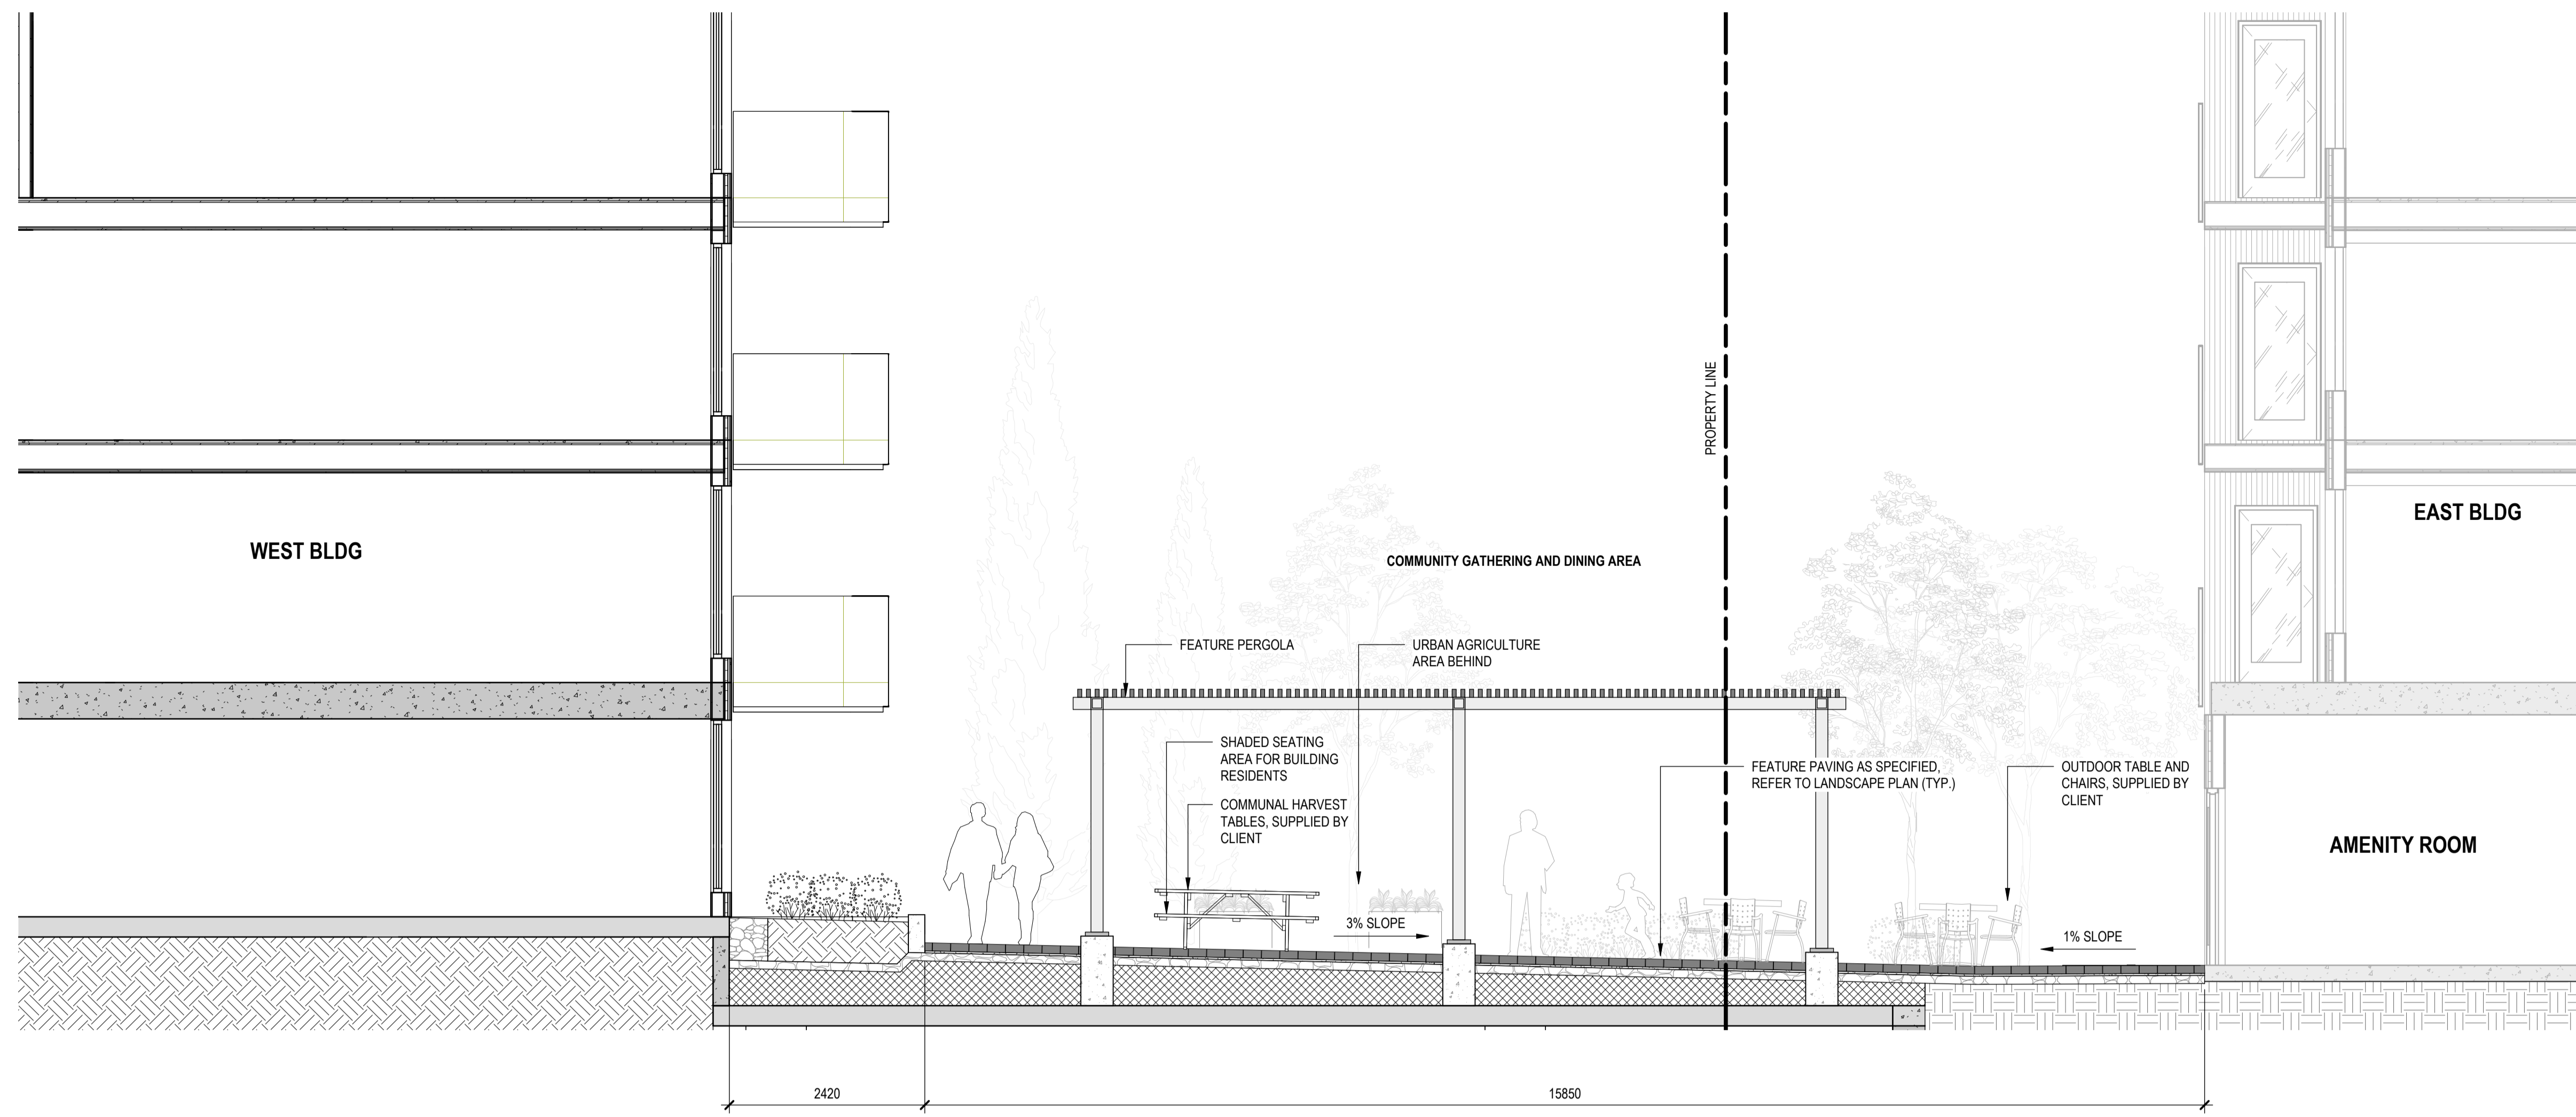 PROPERTY LINE
WEST BLDG
EAST BLDG
COMMUNITY GATHERING AND DINING AREA
FEATURE PERGOLA
URBAN AGRICULTURE
AREA BEHIND
SHADED SEATING
AREA FOR BUILDING
RESIDENTS
COMMUNAL HARVEST
TABLES, SUPPLIED BY
CLIENT
FEATURE PAVING AS SPECIFIED,
REFER TO LANDSCAPE PLAN (TYP.)
OUTDOOR TABLE AND
CHAIRS, SUPPLIED BY
CLIENT
AMENITY ROOM
3% SLOPE
1% SLOPE
2420
15850